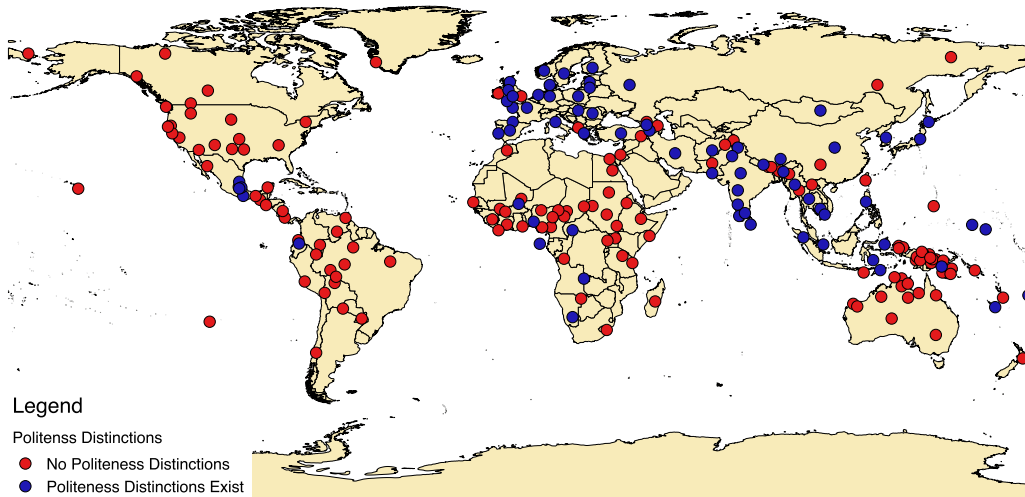 Legend
Politenss Distinctions
No Politeness Distinctions
Politeness Distinctions Exist